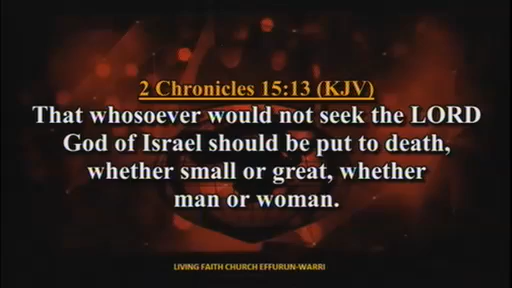 2 Chronicles 15:13 (KJV)
That whosoever would not seek the LORD
God of Israel should be put to death,
whether small or great, whether
man or woman.
LIVING FAITH CHURCH EFFURUN-WARRI